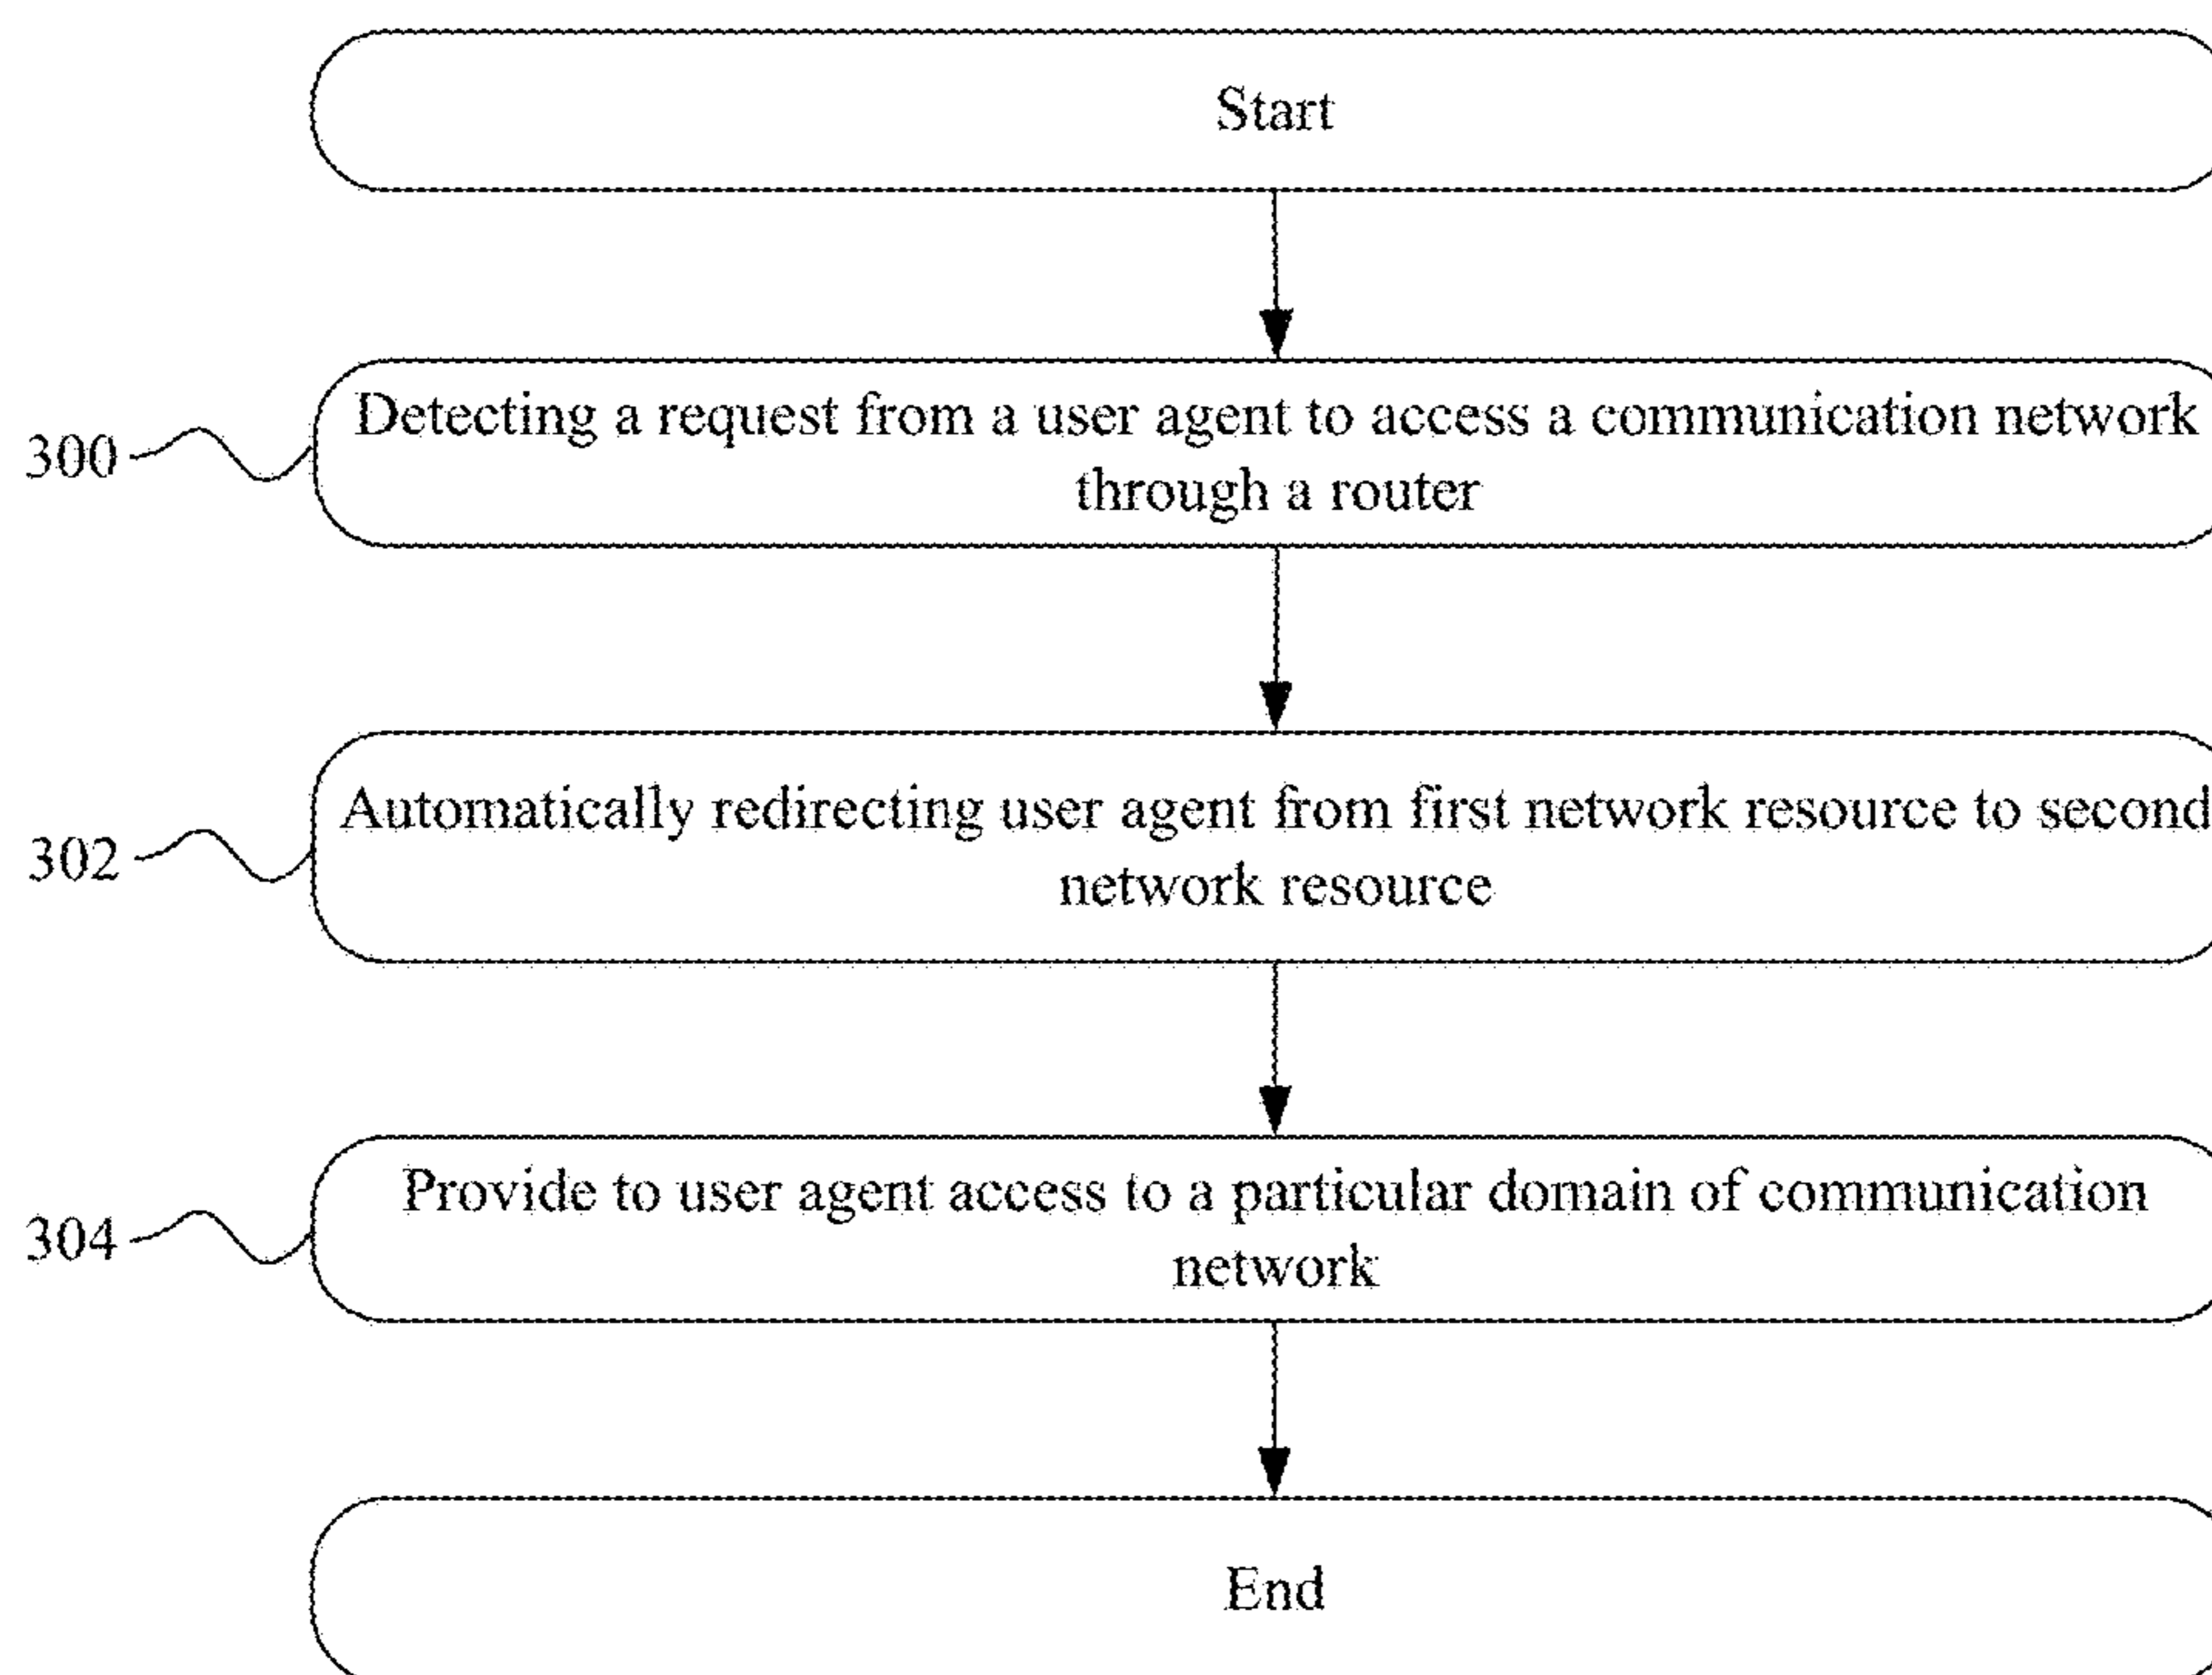 Start
Detecting a request from a user agent to access a communication network
through a router
300
Automatically redirecting user agent from first network resource to second
network resource
302
Provide to user agent access to a particular domain of communication
network
304
End